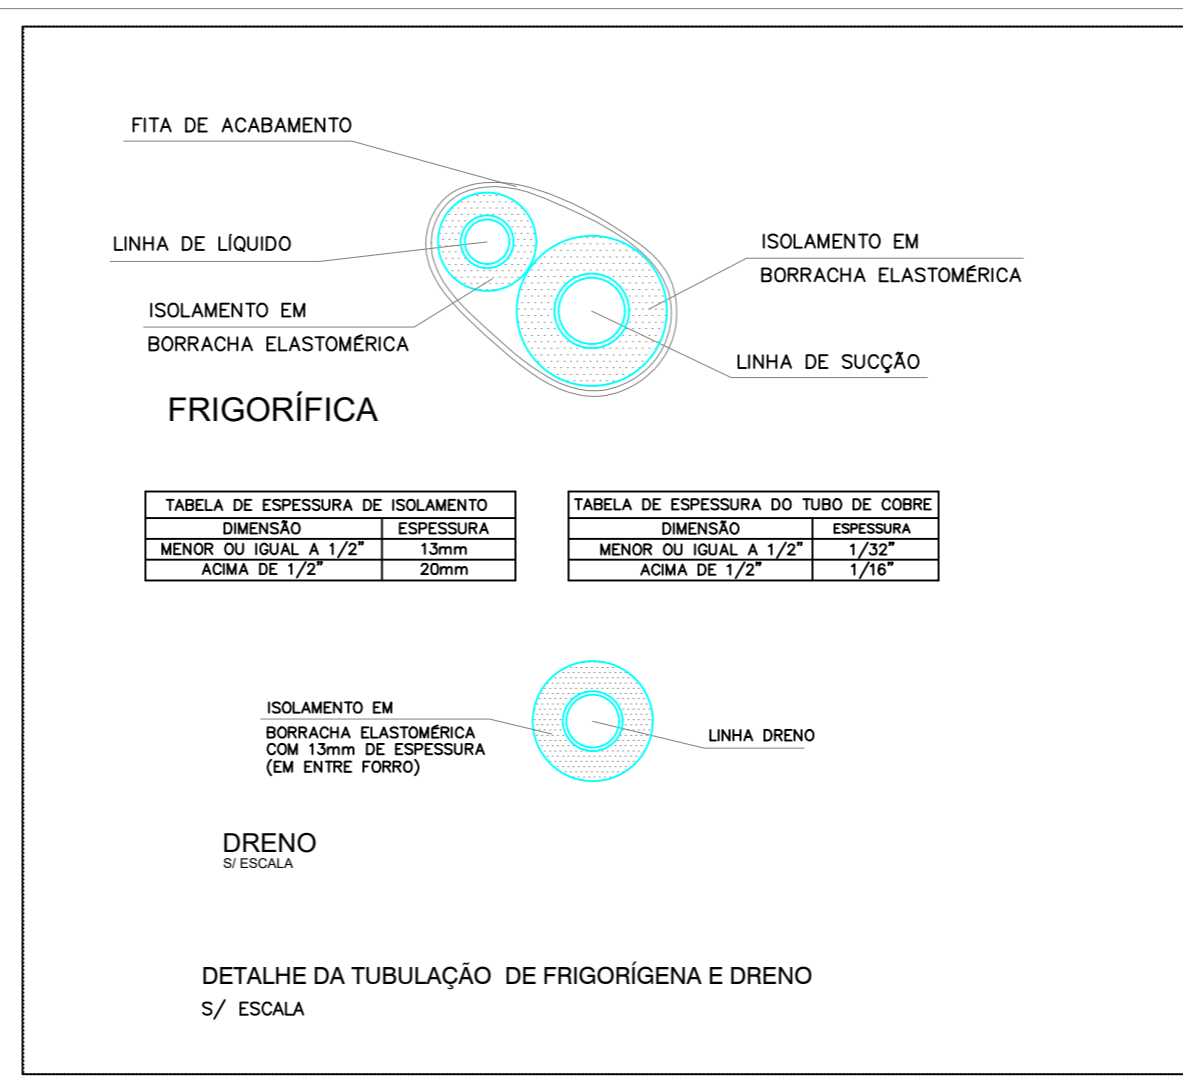 FITA DE ACABAMENTO
LINHA DE LÍQUIDO
ISOLAMENTO EM
BORRACHA ELASTOMÉRICA
ISOLAMENTO EM
BORRACHA ELASTOMÉRICA
LINHA DE SUCÇÃO
FRIGORÍFICA
TABELA DE ESPESSURA DE ISOLAMENTO
DIMENSÃO ESPESSURA
MENOR OU IGUAL A 1/2" 13mm
ACIMA DE 1/2" 20mm
TABELA DE ESPESSURA DO TUBO DE COBRE
DIMENSÃO ESPESSURA
MENOR OU IGUAL A 1/2" 1/32"
ACIMA DE 1/2" 1/16"
ISOLAMENTO EM
BORRACHA ELASTOMÉRICA
COM 13mm DE ESPESSURA
(EM ENTRE FORRO)
LINHA DRENO
DRENO
S/ ESCALA
DETALHE DA TUBULAÇÃO DE FRIGORÍGENA E DRENO
S/ ESCALA